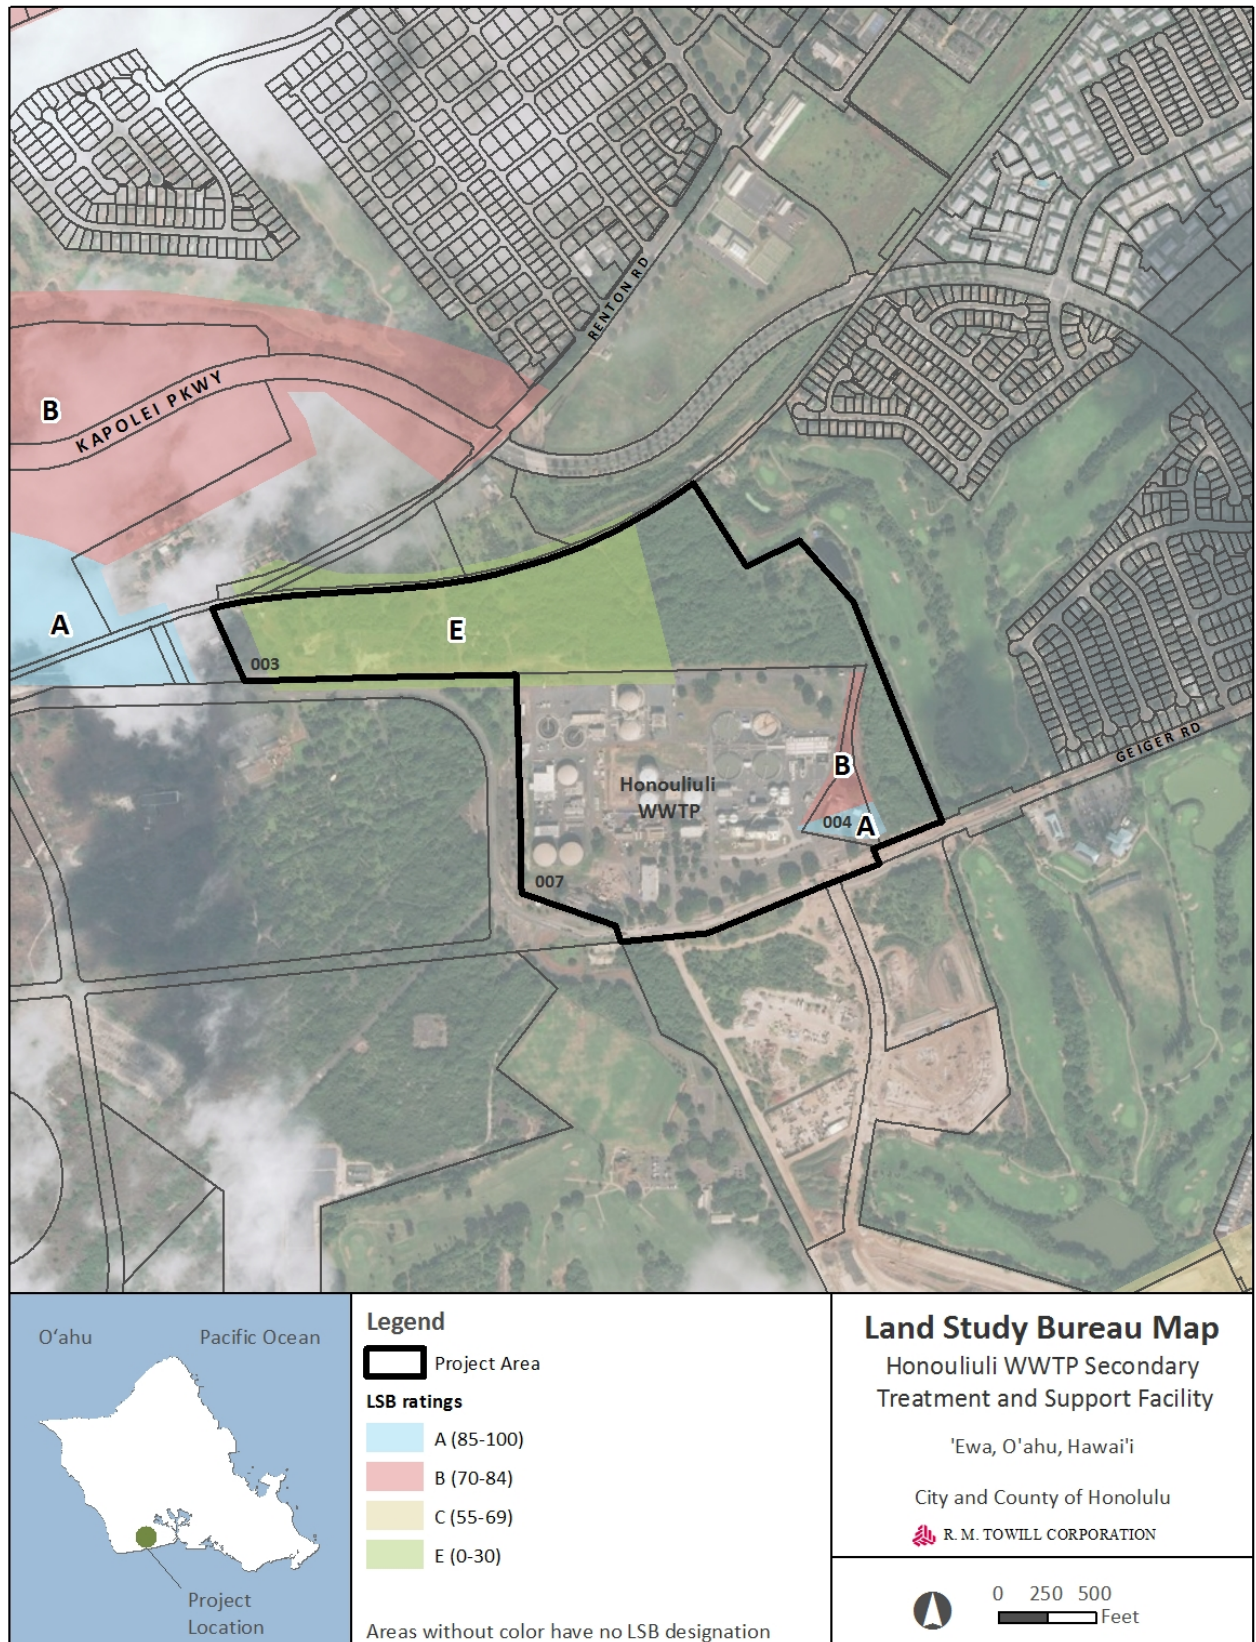 RENTON RD
B
KAPOLEI PKWY
A
E
003
GEIGER RD
B
Honouliuli
WWTP
004
A
007
Oʻahu
Pacific Ocean
Project
Location
Legend
Project Area
LSB ratings
A (85-100)
B (70-84)
C (55-69)
E (0-30)
Areas without color have no LSB designation
Land Study Bureau Map
Honouliuli WWTP Secondary
Treatment and Support Facility
'Ewa, O'ahu, Hawai'i
City and County of Honolulu
R. M. TOWILL CORPORATION
0 250 500
Feet